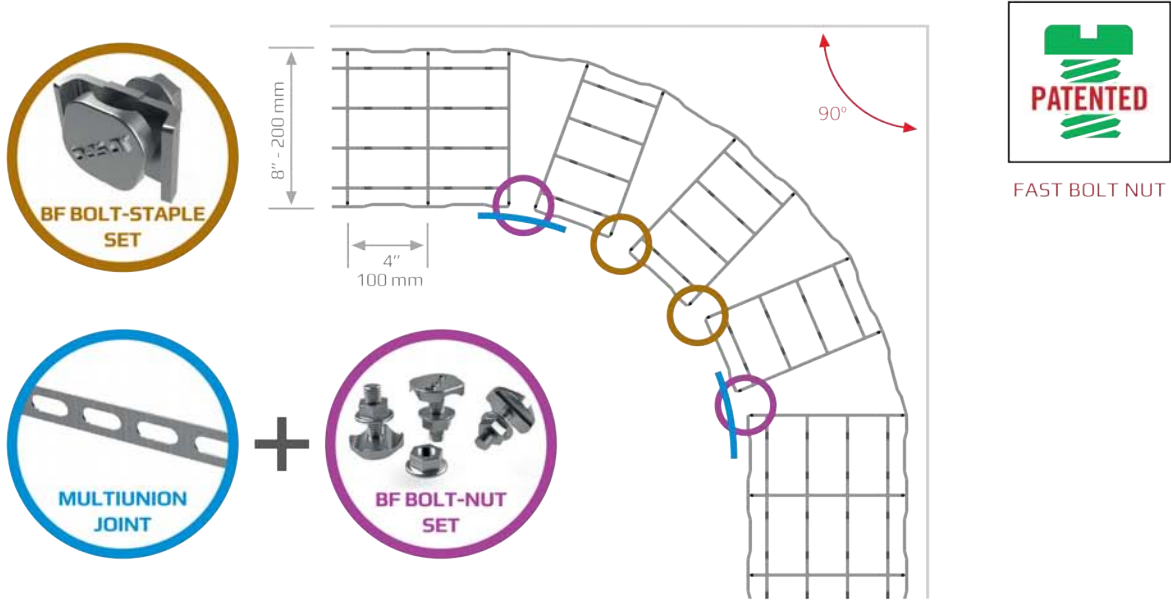 BF BOLT-STAPLE
SET
8" - 200 mm
4"
100 mm
90º
PATENTED
FAST BOLT NUT
MULTIUNION
JOINT
BF BOLT-NUT
SET